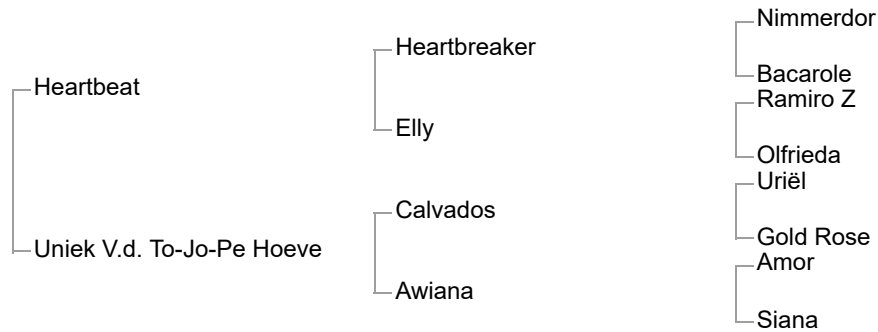 Heartbeat
Uniek V.d. To-Jo-Pe Hoeve
Heartbreaker
Elly
Calvados
Awiana
Nimmerdor
Bacarole
Ramiro Z
Olfrieda
Uriël
Gold Rose
Amor
Siana